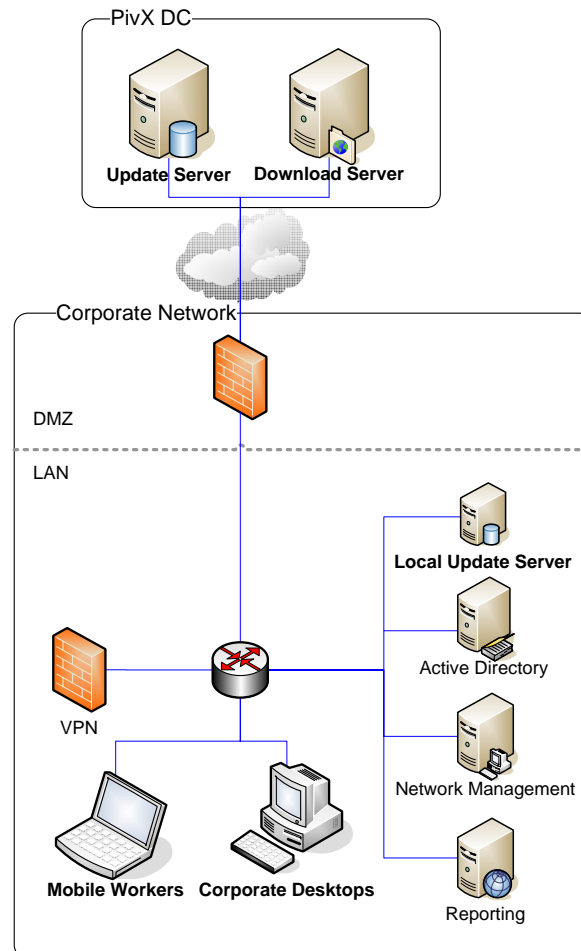 PivX DC
Update Server
Download Server
Corporate Network
DMZ
LAN
Local Update Server
Active Directory
VPN
Network Management
Mobile Workers
Corporate Desktops
Reporting